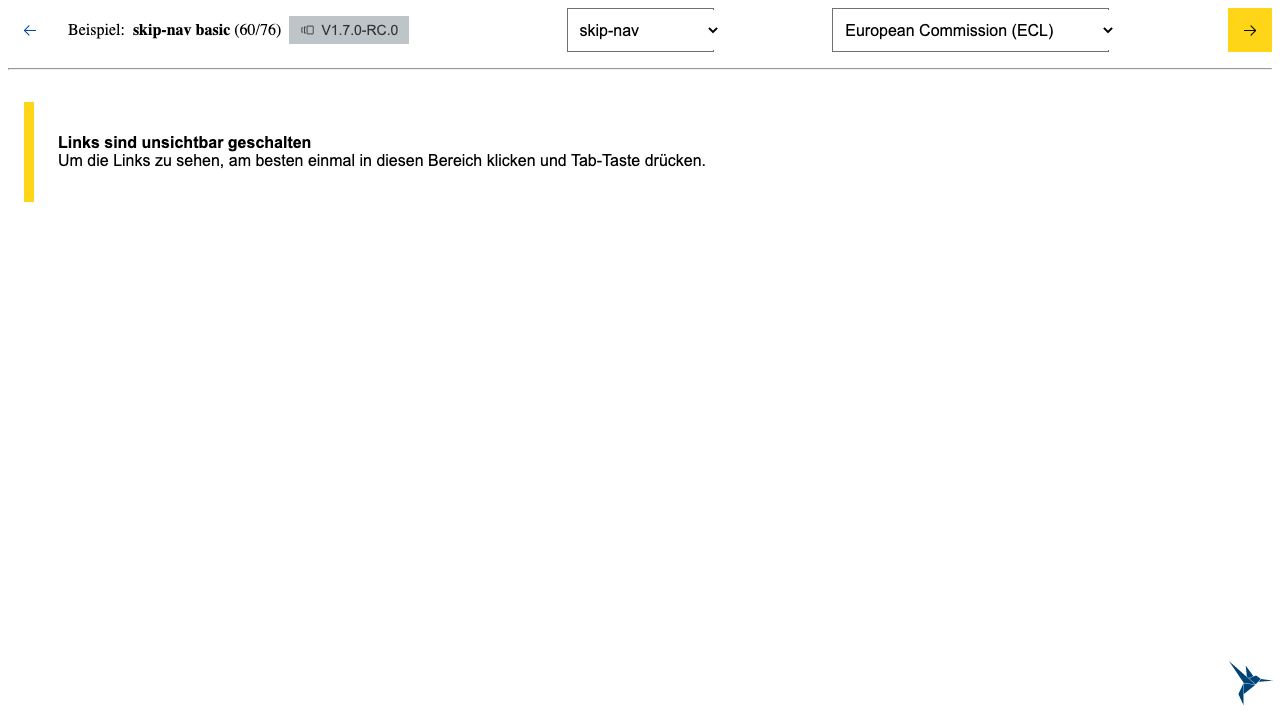 Beispiel: skip-nav basic (60/76) V1.7.0-RC.0 skip-nav European Commission (ECL)
Links sind unsichtbar geschalten
Um die Links zu sehen, am besten einmal in diesen Bereich klicken und Tab-Taste drücken.